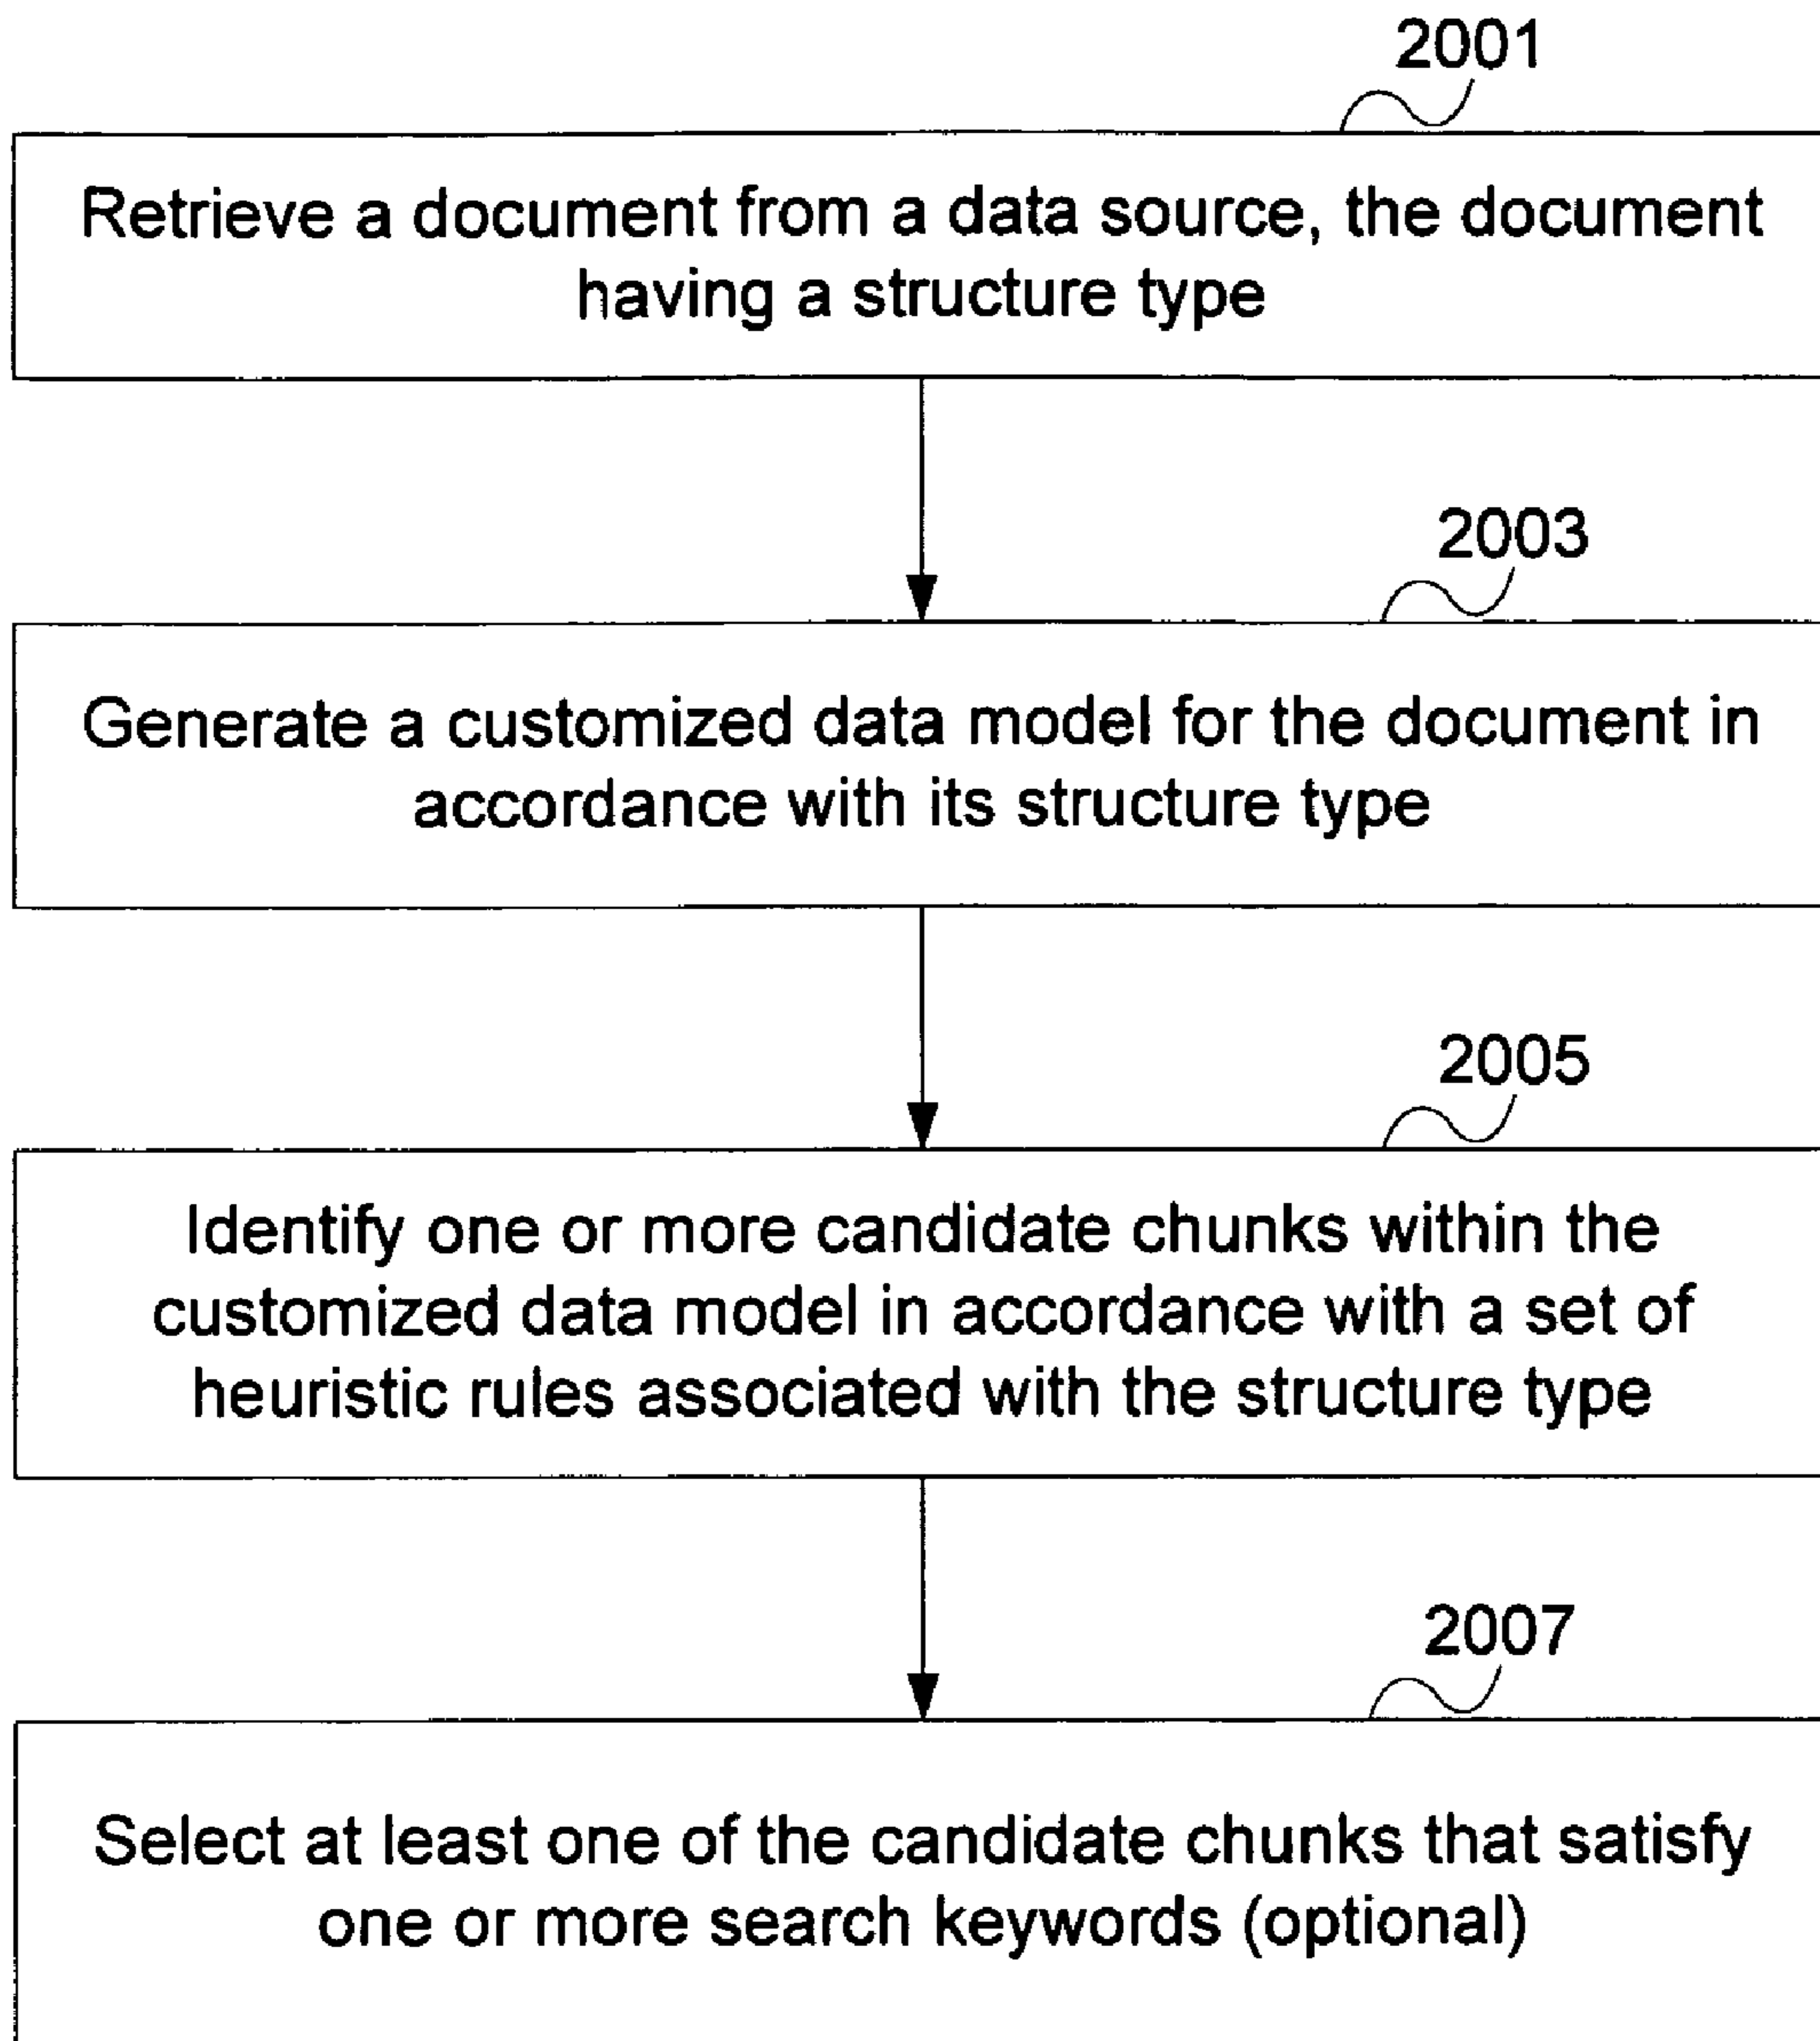 2001
Retrieve a document from a data source, the document
having a structure type
2003
Generate a customized data model for the document in
accordance with its structure type
2005
Identify one or more candidate chunks within the
customized data model in accordance with a set of
heuristic rules associated with the structure type
2007
Select at least one of the candidate chunks that satisfy
one or more search keywords (optional)